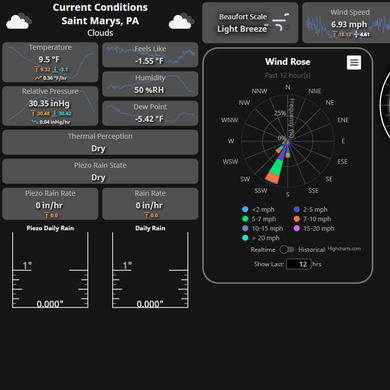 Current Conditions
Saint Marys, PA
Clouds
Temperature
9.5 °F
9.32 -3.1
0.36 °F/hr
Feels Like
-1.55 °F
Relative Pressure
30.35 inHg
30.48 30.42
0.04 inHg/hr
Humidity
50 %RH
Dew Point
-5.42 °F
Thermal Perception
Dry
Piezo Rain State
Dry
Piezo Rain Rate
0 in/hr
0.0
Rain Rate
0 in/hr
0.0
Piezo Daily Rain
1"
0.000"
Daily Rain
1"
0.000"
Beaufort Scale
Light Breeze
Wind Speed
6.93 mph
19.12 4.61
Wind Rose
Past 12 hour(s)
N
NNE
NE
ENE
E
ESE
SE
SSE
S
SSW
SW
WSW
W
WNW
NW
NNW
Frequency (%)
25%
0%
<2 mph
2-5 mph
5-7 mph
7-10 mph
10-15 mph
15-20 mph
> 20 mph
Realtime Historical
Highcharts.com
Show Last: 12 hrs